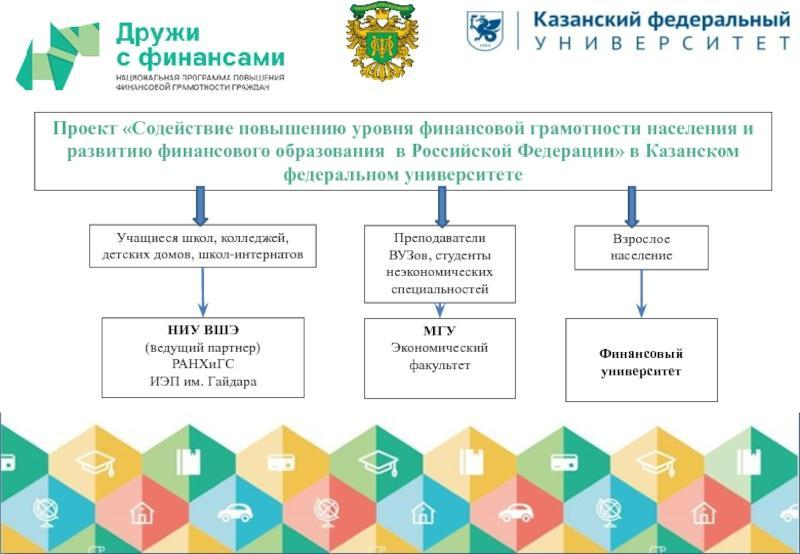 Дружи
с финансами
НАЦИОНАЛЬНАЯ ПРОГРАММА ПОВЫШЕНИЯ
ФИНАНСОВОЙ ГРАМОТНОСТИ ГРАЖДАН
Казанский федеральный
УНИВЕРСИТЕТ
Проект «Содействие повышению уровня финансовой грамотности населения и
развитию финансового образования в Российской Федерации» в Казанском
федеральном университете
Учащиеся школ, колледжей,
детских домов, школ-интернатов
Преподаватели
ВУЗов, студенты
неэкономических
специальностей
Взрослое
население
НИУ ВШЭ
(ведущий партнер)
РАНХиГС
ИЭП им. Гайдара
МГУ
Экономический
факультет
Финансовый
университет